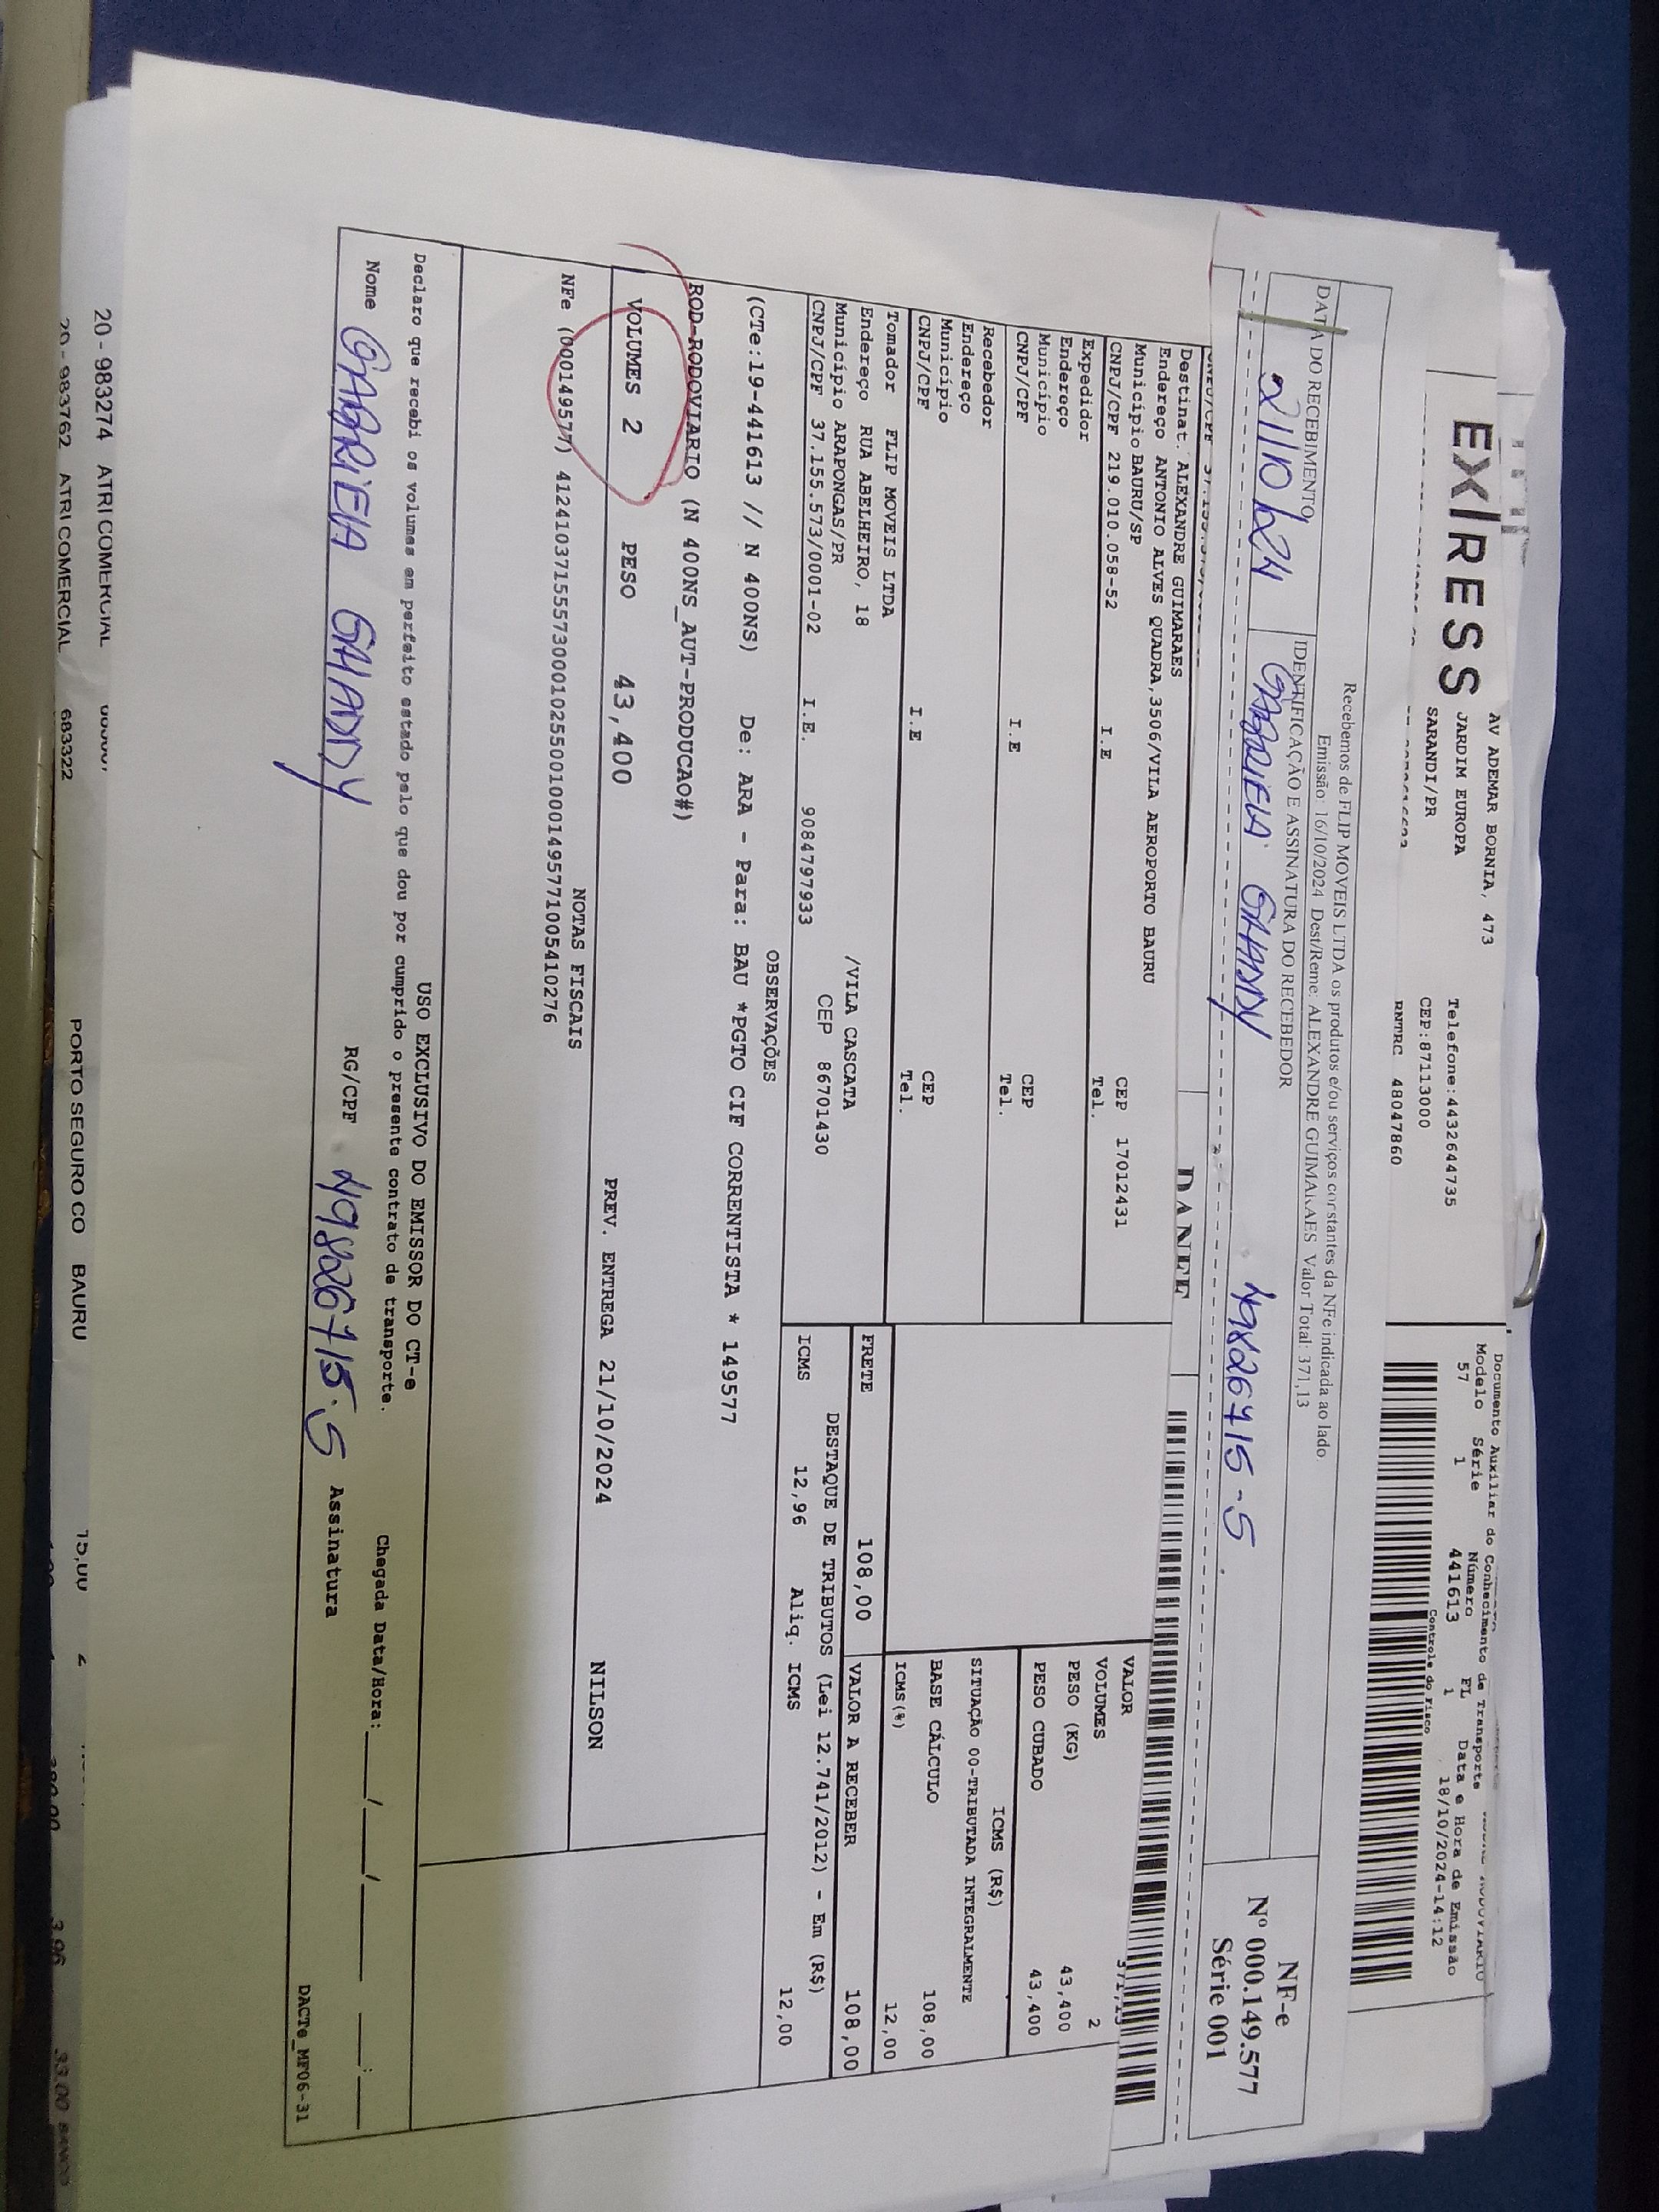 EX/RESS
AV ADEMAR BORNIA, 473
JARDIM EUROPA
SARANDI/PR
Telefone:4432644735
CEP:87113000
RNTRC 48047860
Documento Auxiliar do Conhecimento de Transporte
Modelo Série Número FL Data e Hora de Emissão
57 1 441613 1 18/10/2024-14:12
Controle do Fisco
Recebemos de FLIP MOVEIS LTDA os produtos e/ou serviços constantes da NFe indicada ao lado
Emissão: 16/10/2024 Dest/Reme: ALEXANDRE GUIMARAES Valor Total: 371,13
DATA DO RECEBIMENTO
21/10/24
IDENTIFICAÇÃO E ASSINATURA DO RECEBEDOR
GABRIELA GHADDY 49826715-5
NF-e
Nº 000.149.577
Série 001
DANFE
Destinat. ALEXANDRE GUIMARAES
Endereço ANTONIO ALVES QUADRA,3506/VILA AEROPORTO BAURU
Município BAURU/SP CEP 17012431
CNPJ/CPF 219.010.058-52 I.E Tel.
Expedidor
Endereço
Município CEP
CNPJ/CPF I.E Tel.
Recebedor
Endereço
Município CEP
CNPJ/CPF I.E Tel.
Tomador FLIP MOVEIS LTDA
Endereço RUA ABELHEIRO, 18 /VILA CASCATA
Município ARAPONGAS/PR CEP 86701430
CNPJ/CPF 37.155.573/0001-02 I.E. 9084797933
VALOR 371,13
VOLUMES 2
PESO (KG) 43,400
PESO CUBADO 43,400
ICMS (R$)
SITUAÇÃO 00-TRIBUTADA INTEGRALMENTE
BASE CÁLCULO 108,00
ICMS(%) 12,00
FRETE 108,00
VALOR A RECEBER 108,00
DESTAQUE DE TRIBUTOS (Lei 12.741/2012) - Em (R$)
ICMS 12,96 Aliq. ICMS 12,00
OBSERVAÇÕES
(CTe:19-441613 // N 400NS) De: ARA - Para: BAU *PGTO CIF CORRENTISTA * 149577
ROD-RODOVIARIO (N 400NS_AUT-PRODUCAO#)
VOLUMES 2 PESO 43,400 PREV. ENTREGA 21/10/2024 NILSON
NOTAS FISCAIS
NFe (000149577) 41241037155573000102550010001495771005410276
USO EXCLUSIVO DO EMISSOR DO CT-e
Declaro que recebi os volumes em perfeito estado pelo que dou por cumprido o presente contrato de transporte.
Chegada Data/Hora:___/___/___ __:__
Nome GABRIELA GHADDY RG/CPF 49826715.5 Assinatura
DACTe_MF06-31
20 - 983274 ATRI COMERCIAL
20 - 983762 ATRI COMERCIAL 683322 PORTO SEGURO CO BAURU